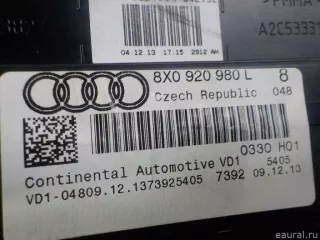 04.12.13 17:15 2912 AM
A2C5333
8X0 920 980 L 8
Czech Republic 048
0330 H01
Continental Automotive VD1 5405
VD1-04809.12.1373925405 7392 09.12.13
eaural.ru